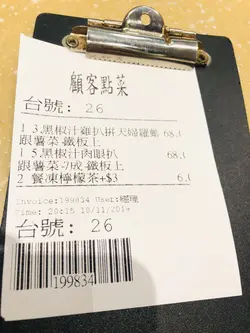 顧客點菜
台號: 26
1 3.黑椒汁雞扒拼天婦羅蝦 68.0
跟薯菜-鐵板上
1 5.黑椒汁肉眼扒 68.0
跟薯菜-7成-鐵板上
2 餐凍檸檬茶+$3 6.0
Invoice:199834 User:
Time: 20:15 10/11/2019
台號: 26
199834